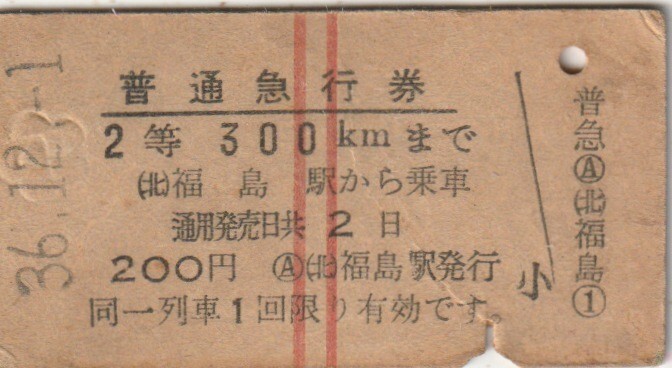 36.12.-1
普通急行券
2等 300kmまで
㈋福島駅から乗車
通用発売日共2日
200円 Ⓐ㈋福島駅発行
同一列車1回限り有効です。
小
普急Ⓐ㈋福島①